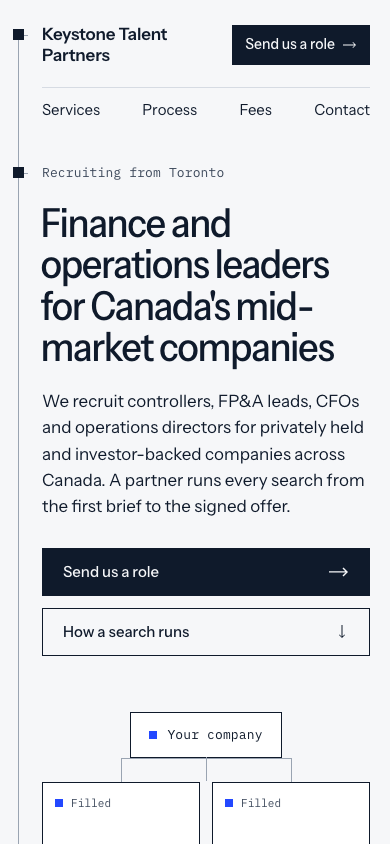 Keystone Talent
Partners
Send us a role →
Services Process Fees Contact
Recruiting from Toronto
Finance and
operations leaders
for Canada's mid-
market companies
We recruit controllers, FP&A leads, CFOs
and operations directors for privately held
and investor-backed companies across
Canada. A partner runs every search from
the first brief to the signed offer.
Send us a role →
How a search runs ↓
Your company
Filled Filled